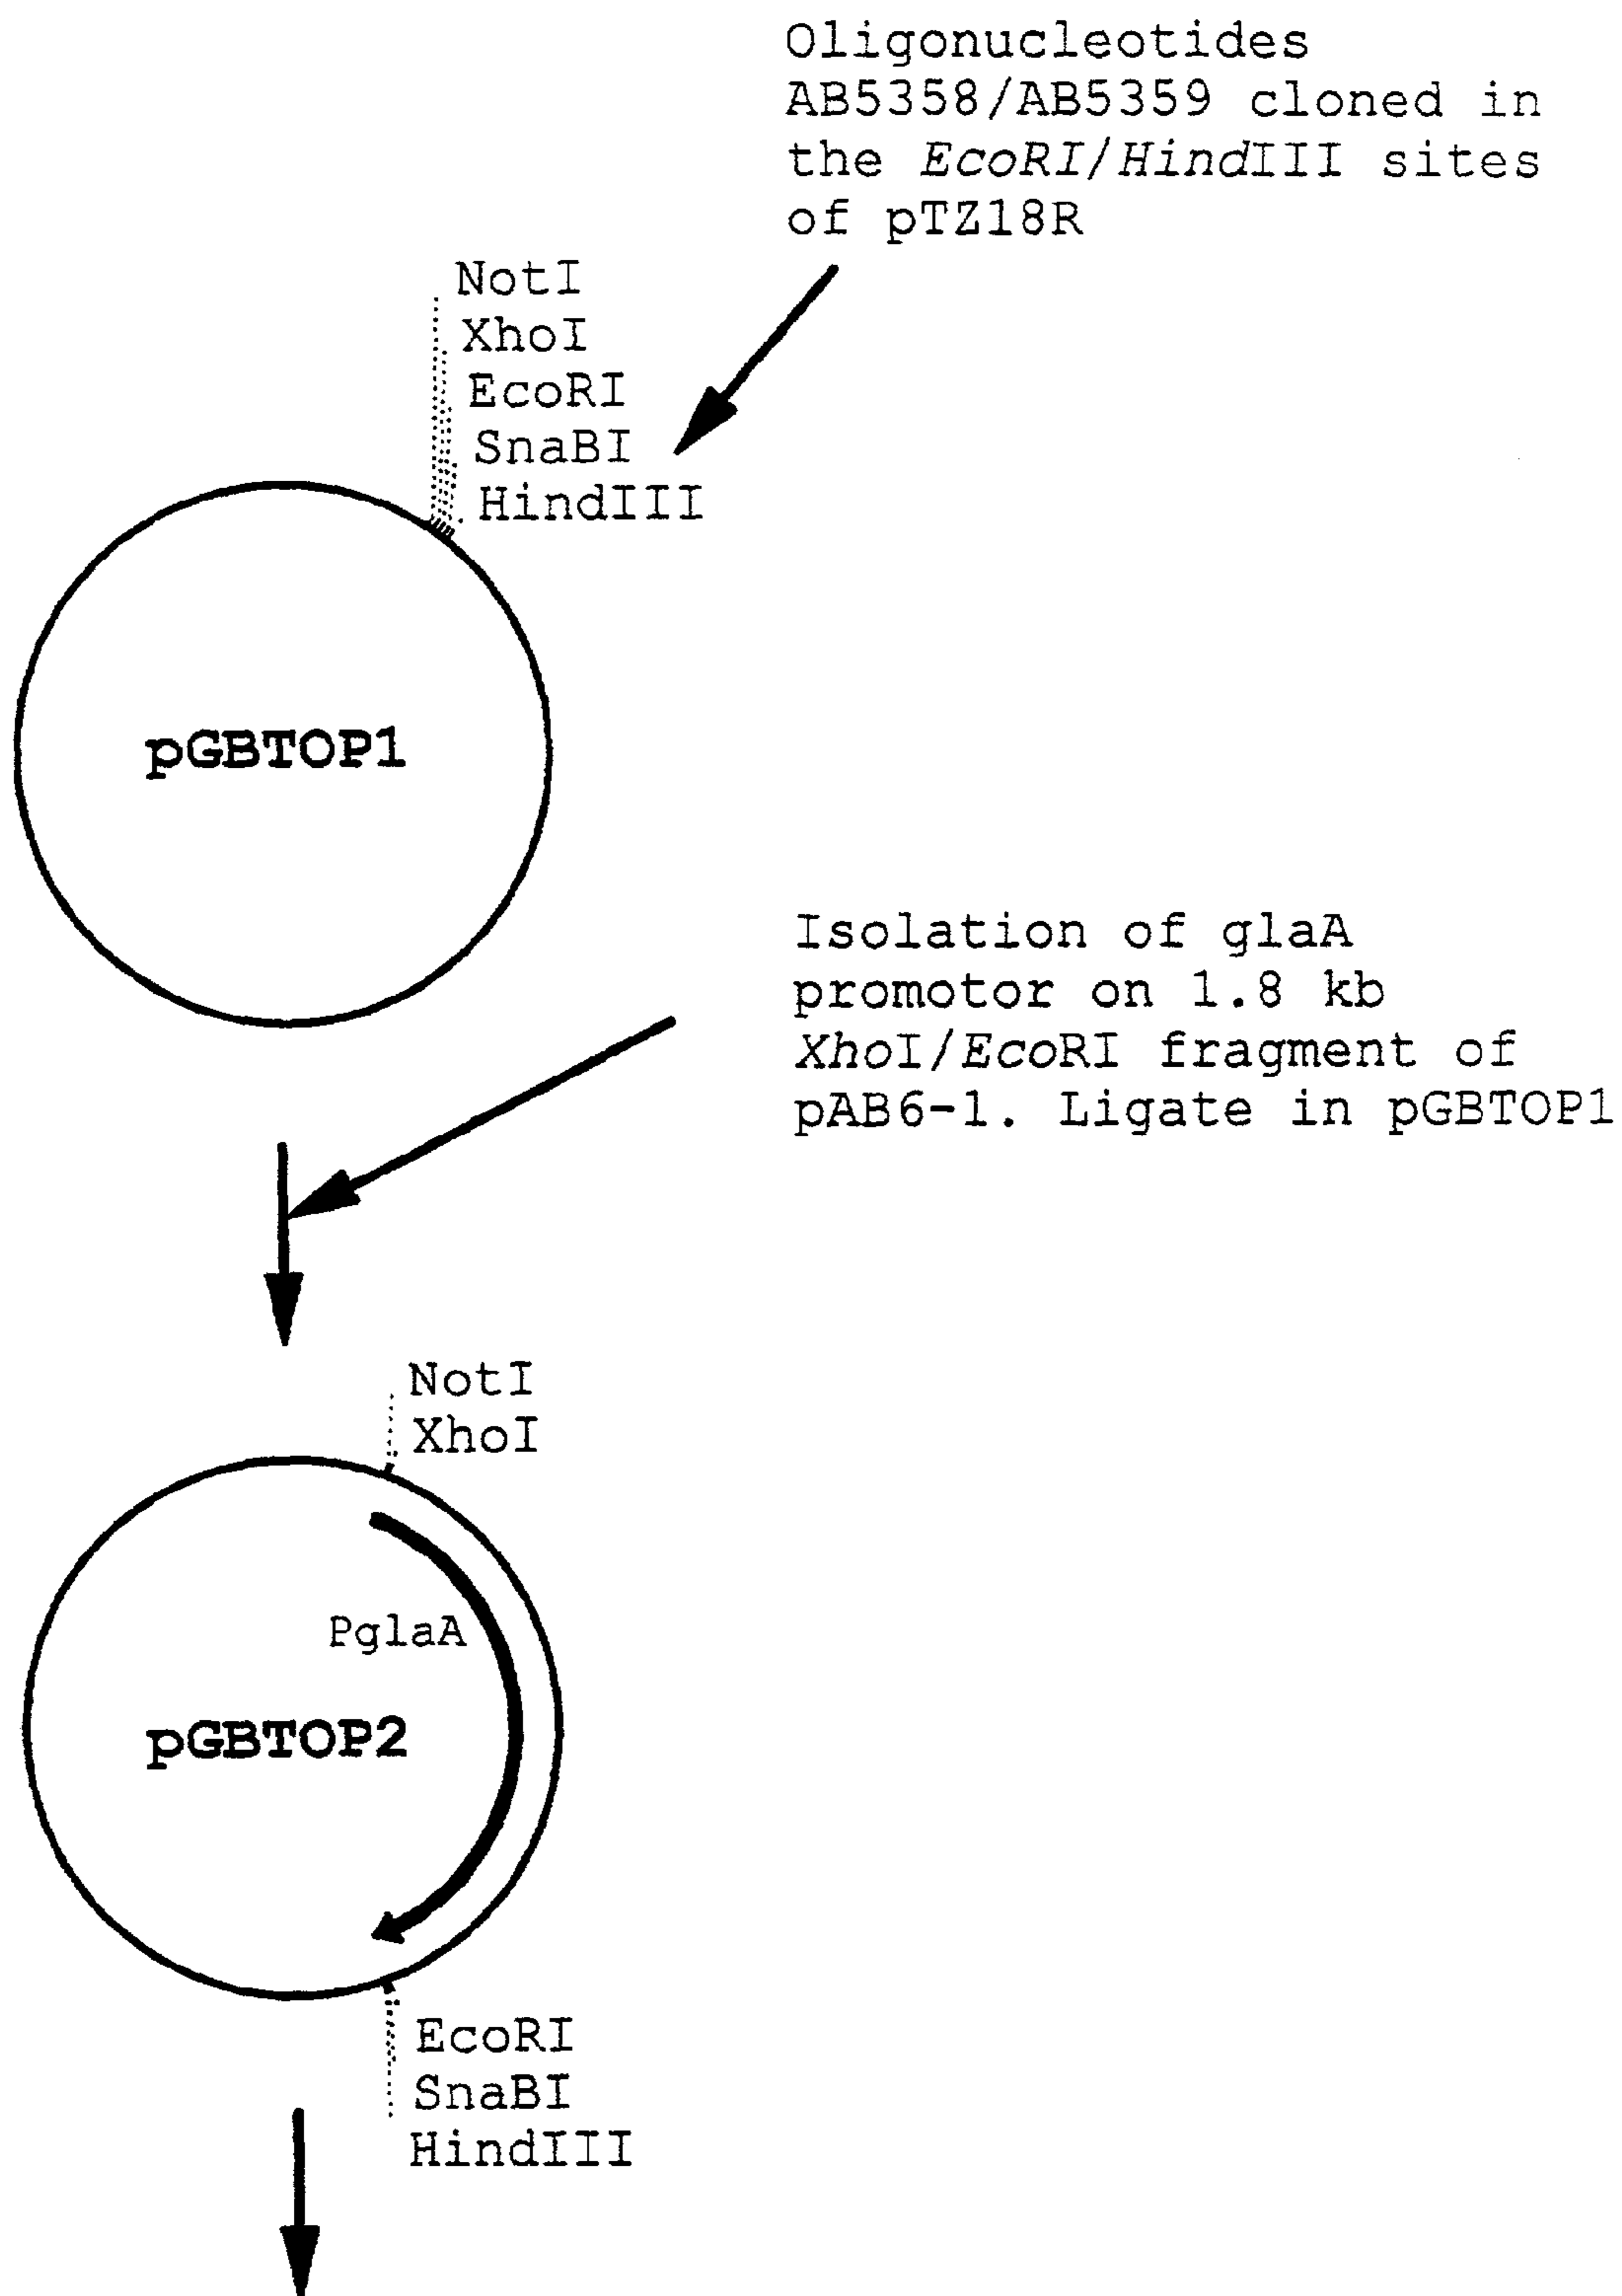 Oligonucleotides
AB5358/AB5359 cloned in
the EcoRI/HindIII sites
of pTZ18R
NotI
XhoI
EcoRI
SnaBI
HindIII
pGBTOP1
Isolation of glaA
promotor on 1.8 kb
XhoI/EcoRI fragment of
pAB6-1. Ligate in pGBTOP1
NotI
XhoI
PglaA
pGBTOP2
EcoRI
SnaBI
HindIII